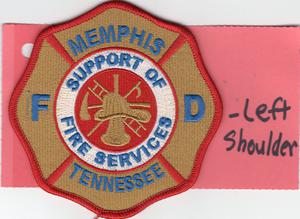 MEMPHIS
SUPPORT OF
F D
FIRE SERVICES
TENNESSEE
-Left
Shoulder